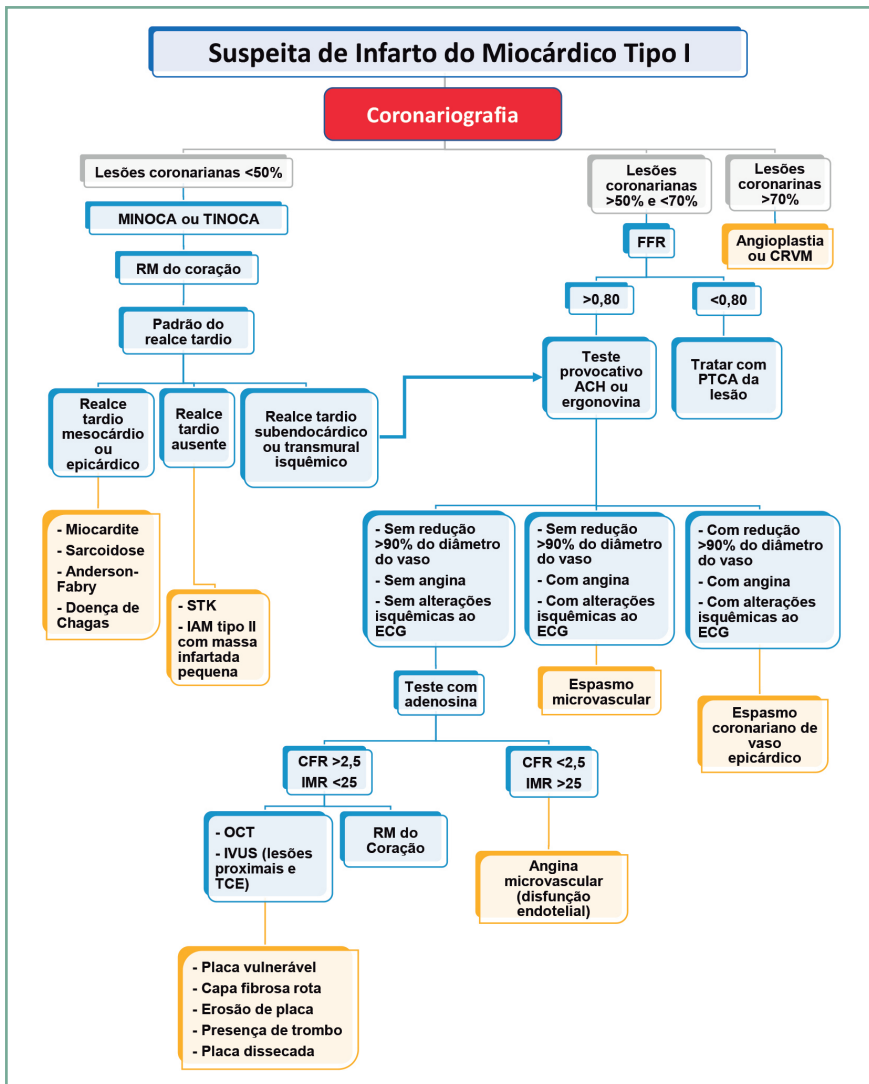 Suspeita de Infarto do Miocárdico Tipo I
Coronariografia
Lesões coronarianas <50%
Lesões
coronarianas
>50% e <70%
Lesões
coronarinas
>70%
MINOCA ou TINOCA
FFR
Angioplastia
ou CRVM
RM do coração
>0,80
<0,80
Padrão do
realce tardio
Teste
provocativo
ACH ou
ergonovina
Tratar com
PTCA da
lesão
Realce
tardio
mesocárdio
ou
epicárdico
Realce
tardio
ausente
Realce tardio
subendocárdico
ou transmural
isquêmico
- Miocardite
- Sarcoidose
- Anderson-
Fabry
- Doença de
Chagas
- STK
- IAM tipo II
com massa
infartada
pequena
- Sem redução
>90% do diâmetro
do vaso
- Sem angina
- Sem alterações
isquêmicas ao
ECG
- Sem redução
>90% do diâmetro
do vaso
- Com angina
- Com alterações
isquêmicas ao
ECG
- Com redução
>90% do diâmetro
do vaso
- Com angina
- Com alterações
isquêmicas ao
ECG
Teste com
adenosina
Espasmo
microvascular
Espasmo
coronariano de
vaso
epicárdico
CFR >2,5
IMR <25
CFR <2,5
IMR >25
- OCT
- IVUS (lesões
proximais e
TCE)
RM do
Coração
Angina
microvascular
(disfunção
endotelial)
- Placa vulnerável
- Capa fibrosa rota
- Erosão de placa
- Presença de trombo
- Placa dissecada